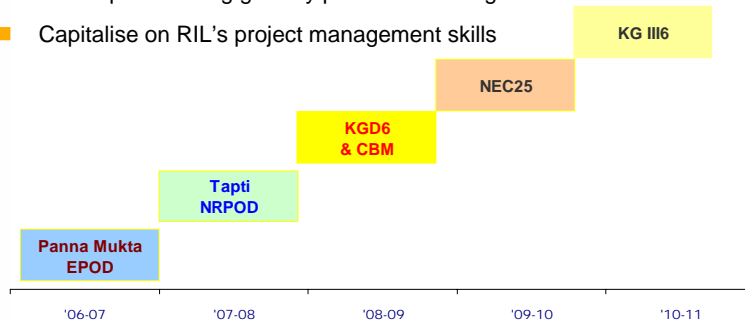 Capitalise on RIL's project management skills
KG III6
NEC25
KGD6
& CBM
Tapti
NRPOD
Panna Mukta
EPOD
'06-07 '07-08 '08-09 '09-10 '10-11